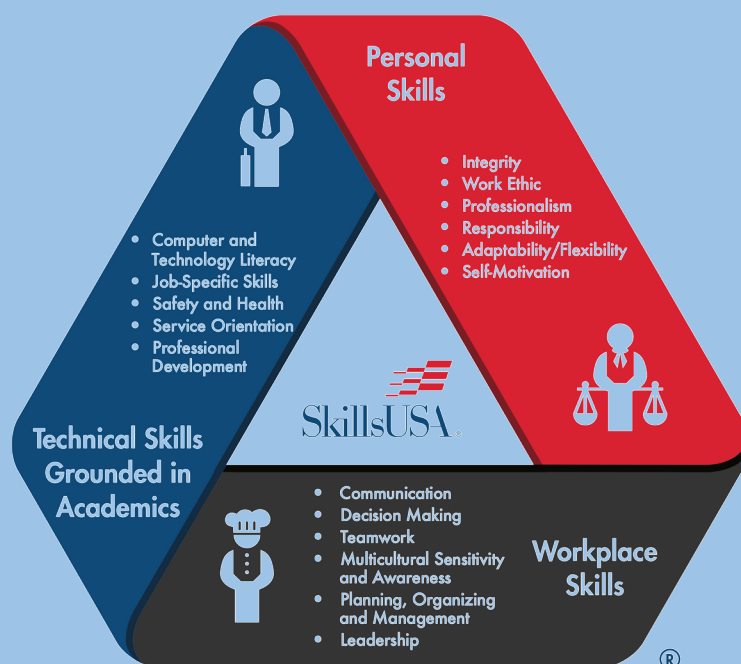 Personal
Skills
• Integrity
• Work Ethic
• Professionalism
• Responsibility
• Adaptability/Flexibility
• Self-Motivation
• Computer and
Technology Literacy
• Job-Specific Skills
• Safety and Health
• Service Orientation
• Professional
Development
Technical Skills
Grounded in
Academics
SkillsUSA
• Communication
• Decision Making
• Teamwork
• Multicultural Sensitivity
and Awareness
• Planning, Organizing
and Management
• Leadership
Workplace
Skills
®